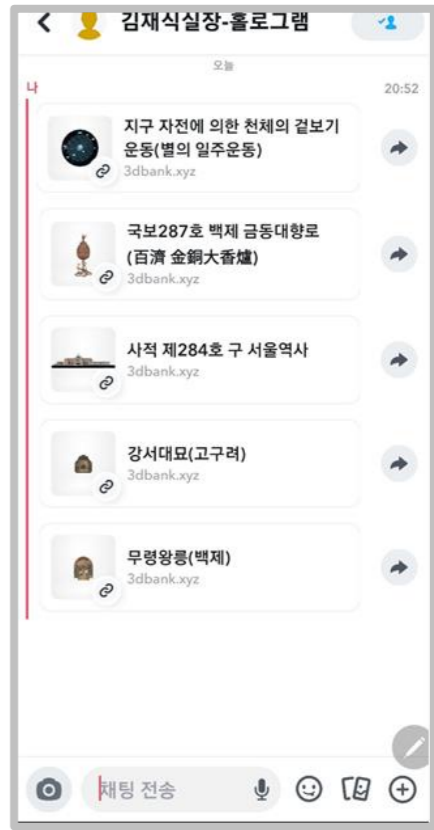 김재식실장-홀로그램
오늘
나
20:52
지구 자전에 의한 천체의 겉보기
운동(별의 일주운동)
3dbank.xyz
국보287호 백제 금동대향로
(百濟 金銅大香爐)
3dbank.xyz
사적 제284호 구 서울역사
3dbank.xyz
강서대묘(고구려)
3dbank.xyz
무령왕릉(백제)
3dbank.xyz
채팅 전송